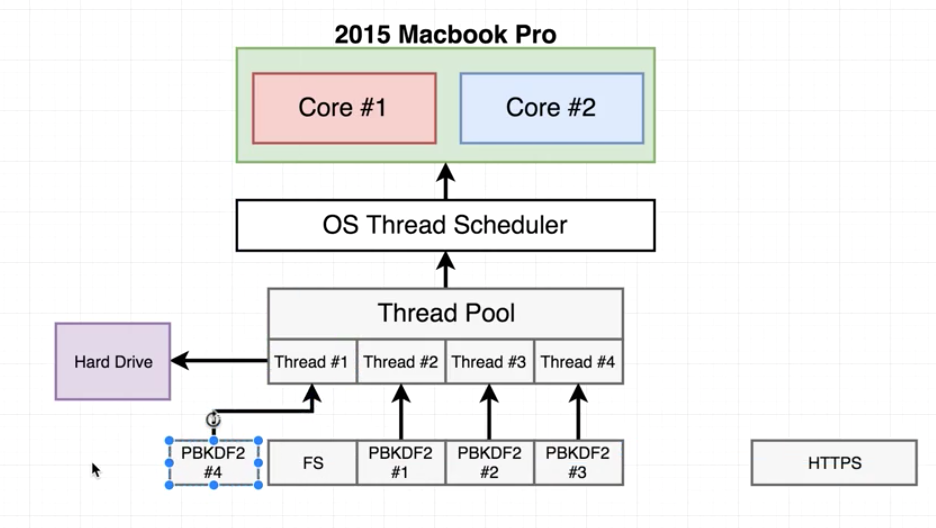 2015 Macbook Pro
Core #1
Core #2
OS Thread Scheduler
Thread Pool
Hard Drive
Thread #1
Thread #2
Thread #3
Thread #4
PBKDF2
#4
FS
PBKDF2
#1
PBKDF2
#2
PBKDF2
#3
HTTPS